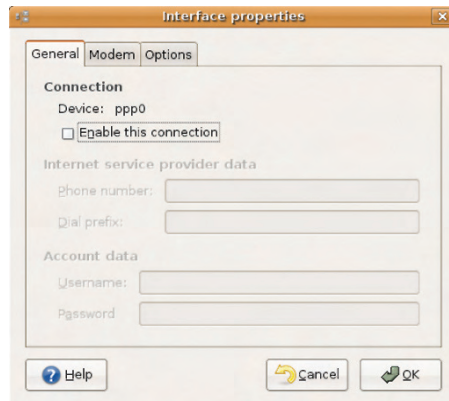 Interface properties
General Modem Options
Connection
Device: ppp0
Enable this connection
Internet service provider data
Phone number:
Dial prefix:
Account data
Username:
Password
Help Cancel OK